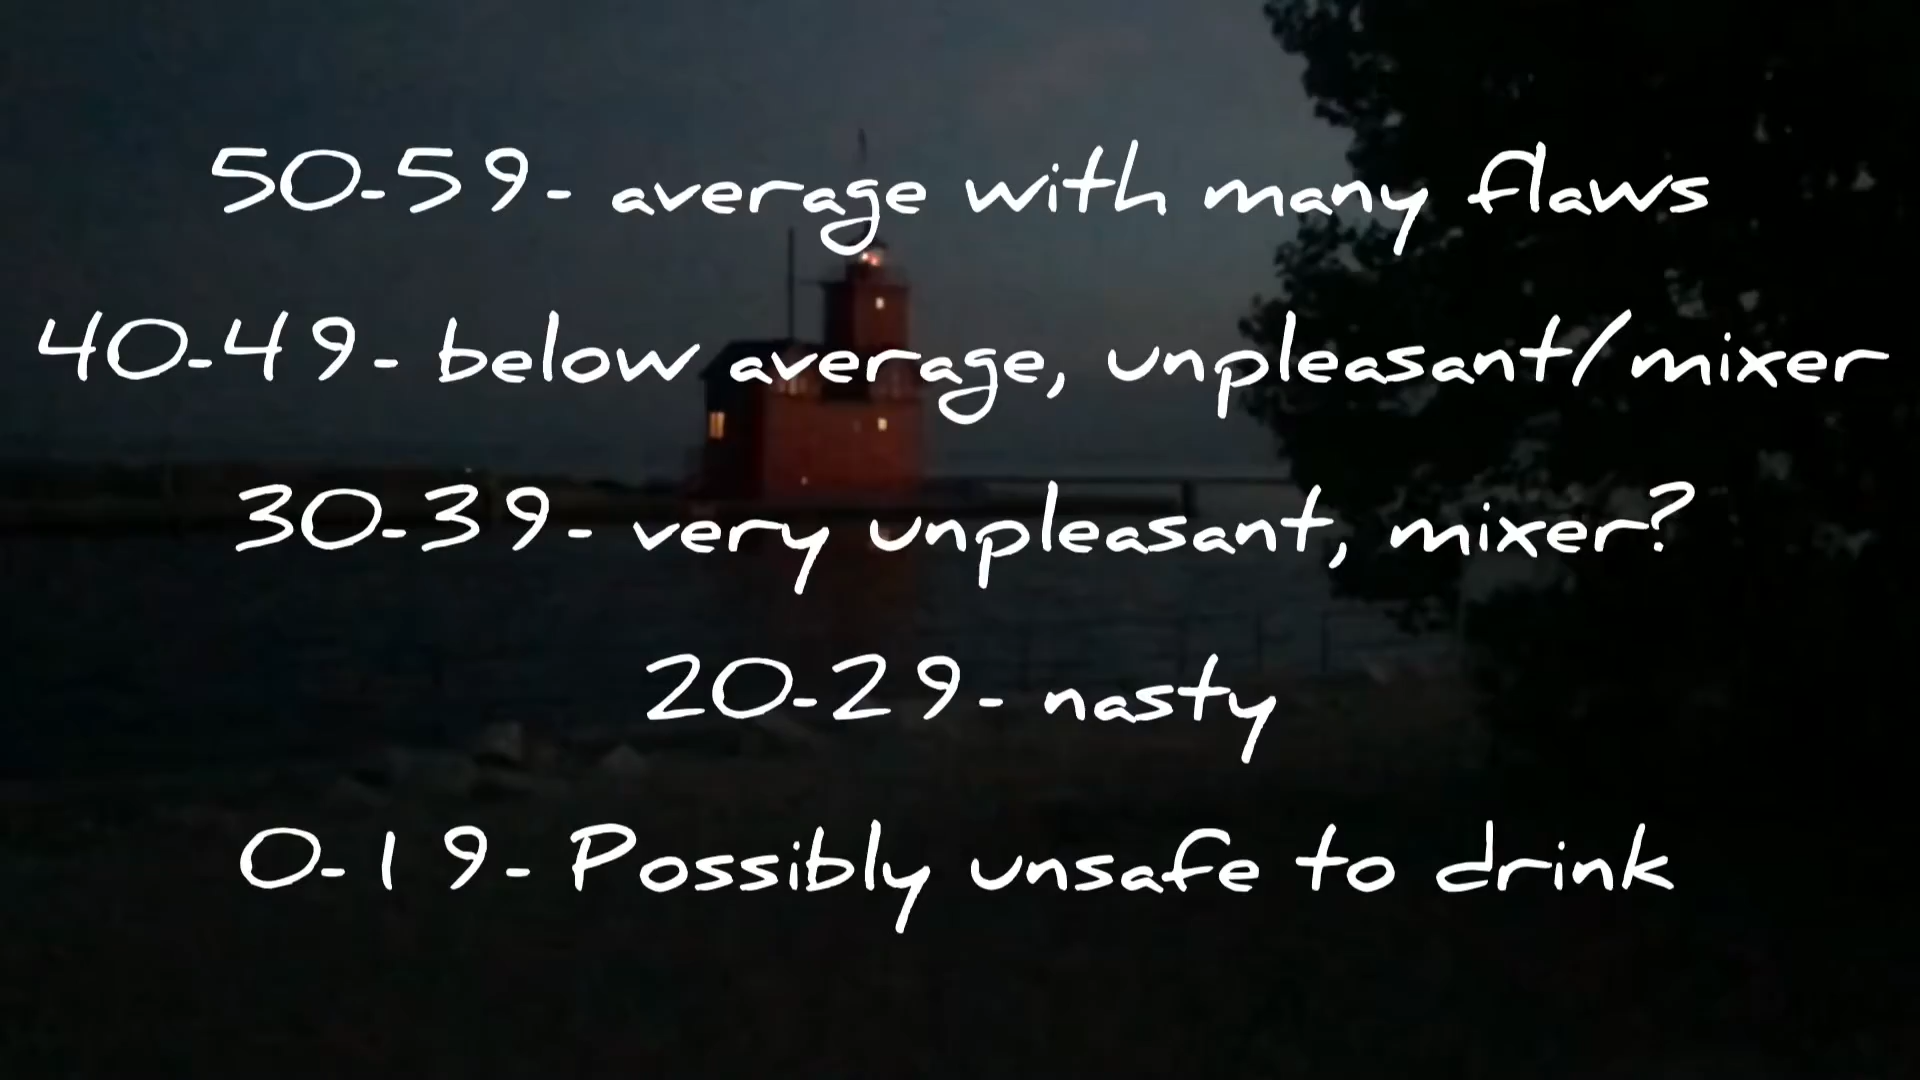 50-59- average with many flaws
40-49- below average, unpleasant/mixer
30-39- very unpleasant, mixer?
20-29- nasty
0-19- Possibly unsafe to drink